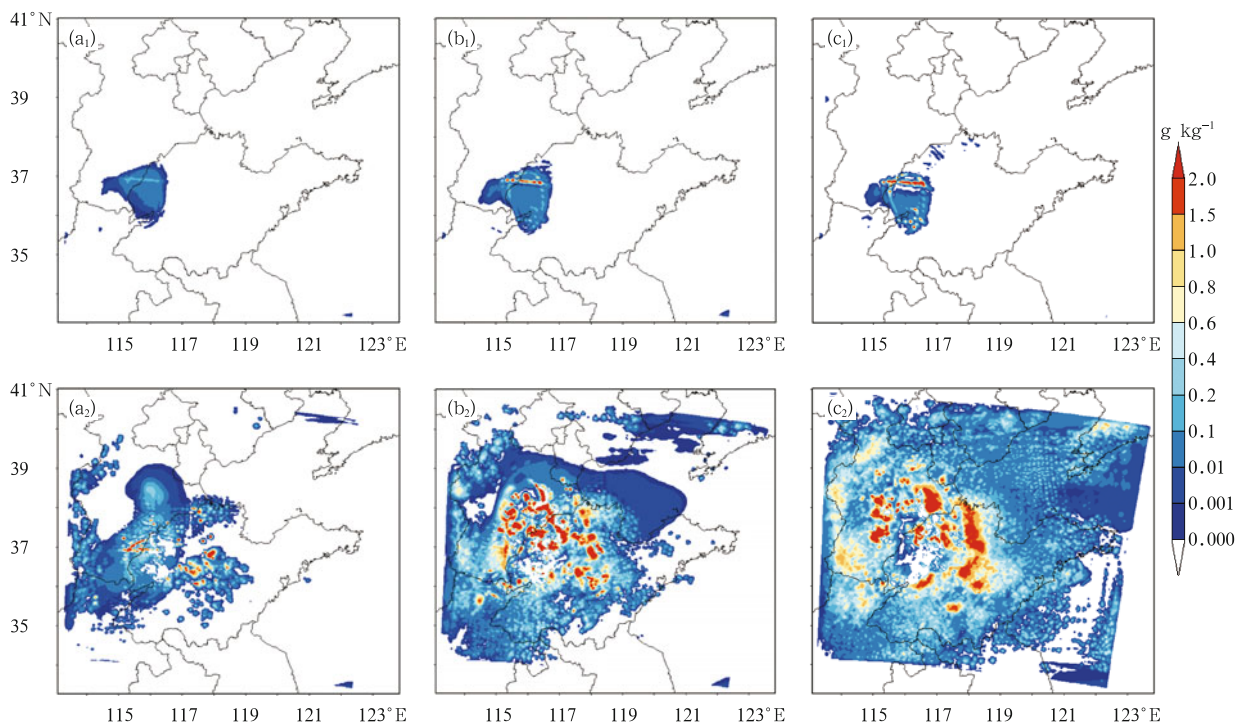 41°N
39
37
35
(a₁)
(b₁)
(c₁)
115 117 119 121 123°E
115 117 119 121 123°E
115 117 119 121 123°E
g kg⁻¹
2.0
1.5
1.0
0.8
0.6
0.4
0.2
0.1
0.01
0.001
0.000
41°N
39
37
35
(a₂)
(b₂)
(c₂)
115 117 119 121 123°E
115 117 119 121 123°E
115 117 119 121 123°E